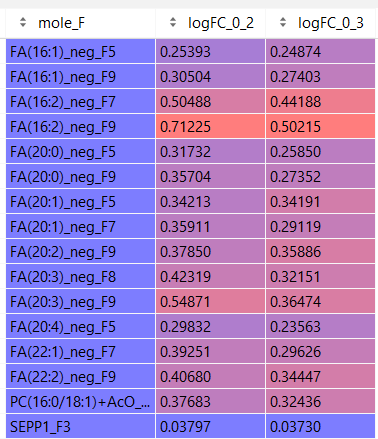 mole_F logFC_0_2 logFC_0_3
FA(16:1)_neg_F5 0.25393 0.24874
FA(16:1)_neg_F9 0.30504 0.27403
FA(16:2)_neg_F7 0.50488 0.44188
FA(16:2)_neg_F9 0.71225 0.50215
FA(20:0)_neg_F5 0.31732 0.25850
FA(20:0)_neg_F9 0.35704 0.27352
FA(20:1)_neg_F5 0.34213 0.34191
FA(20:1)_neg_F7 0.35911 0.29119
FA(20:2)_neg_F9 0.37850 0.35886
FA(20:3)_neg_F8 0.42319 0.32151
FA(20:3)_neg_F9 0.54871 0.36474
FA(20:4)_neg_F5 0.29832 0.23563
FA(22:1)_neg_F7 0.39251 0.29626
FA(22:2)_neg_F9 0.40680 0.34447
PC(16:0/18:1)+AcO_... 0.37683 0.32436
SEPP1_F3 0.03797 0.03730